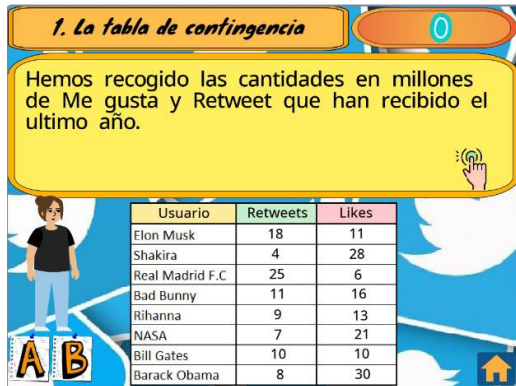 1. La tabla de contingencia
0
Hemos recogido las cantidades en millones
de Me gusta y Retweet que han recibido el
ultimo año.
Usuario Retweets Likes
Elon Musk 18 11
Shakira 4 28
Real Madrid F.C 25 6
Bad Bunny 11 16
Rihanna 9 13
NASA 7 21
Bill Gates 10 10
Barack Obama 8 30
A B